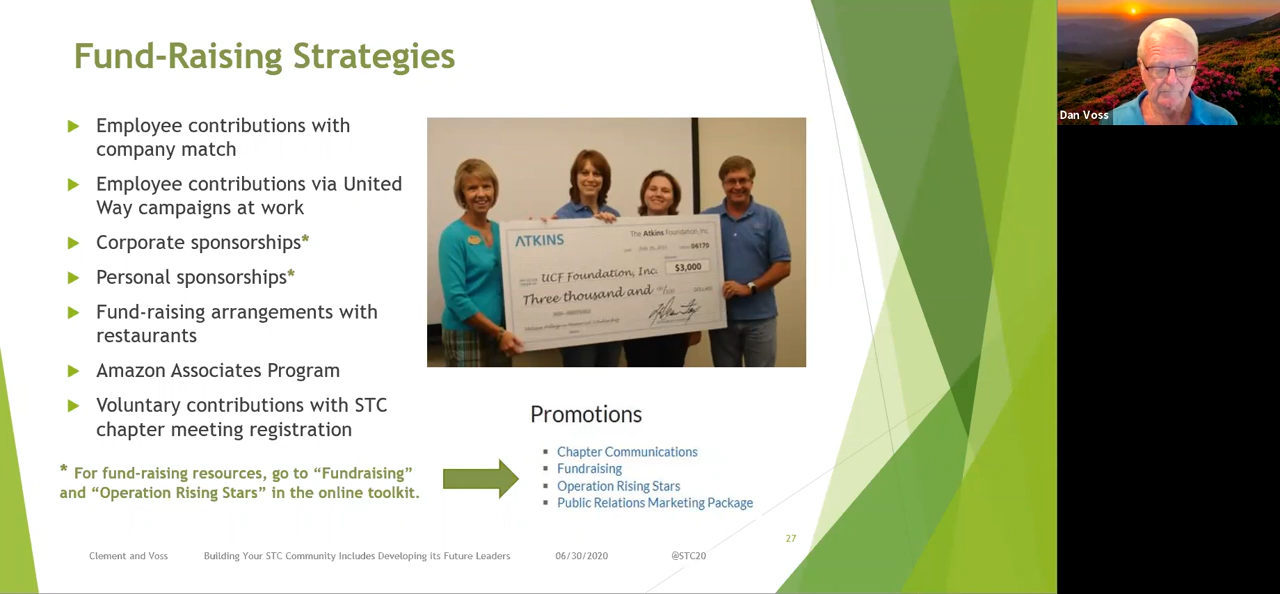 Fund-Raising Strategies
Employee contributions with
company match
Employee contributions via United
Way campaigns at work
Corporate sponsorships*
Personal sponsorships*
Fund-raising arrangements with
restaurants
Amazon Associates Program
Voluntary contributions with STC
chapter meeting registration
* For fund-raising resources, go to “Fundraising”
and “Operation Rising Stars” in the online toolkit.
ATKINS
The Atkins Foundation, Inc.
06170
UCF Foundation, Inc.
$3,000
Three thousand and
DOLLARS
Promotions
Chapter Communications
Fundraising
Operation Rising Stars
Public Relations Marketing Package
27
Clement and Voss
Building Your STC Community Includes Developing its Future Leaders
06/30/2020
@STC20
Dan Voss